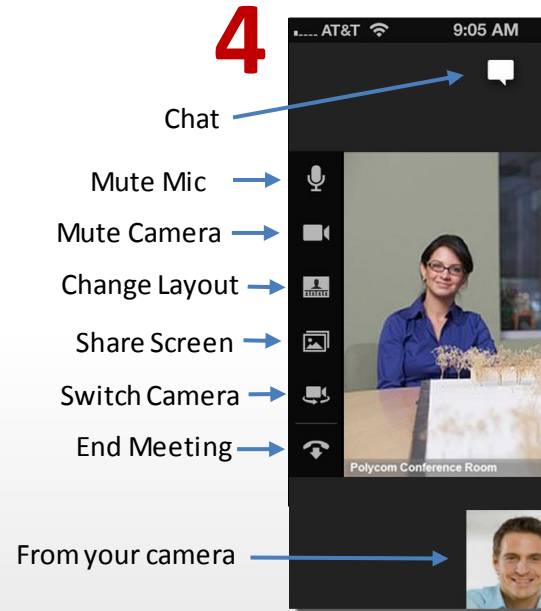 4
AT&T 9:05 AM
Chat
Mute Mic
Mute Camera
Change Layout
Share Screen
Switch Camera
End Meeting
Polycom Conference Room
From your camera